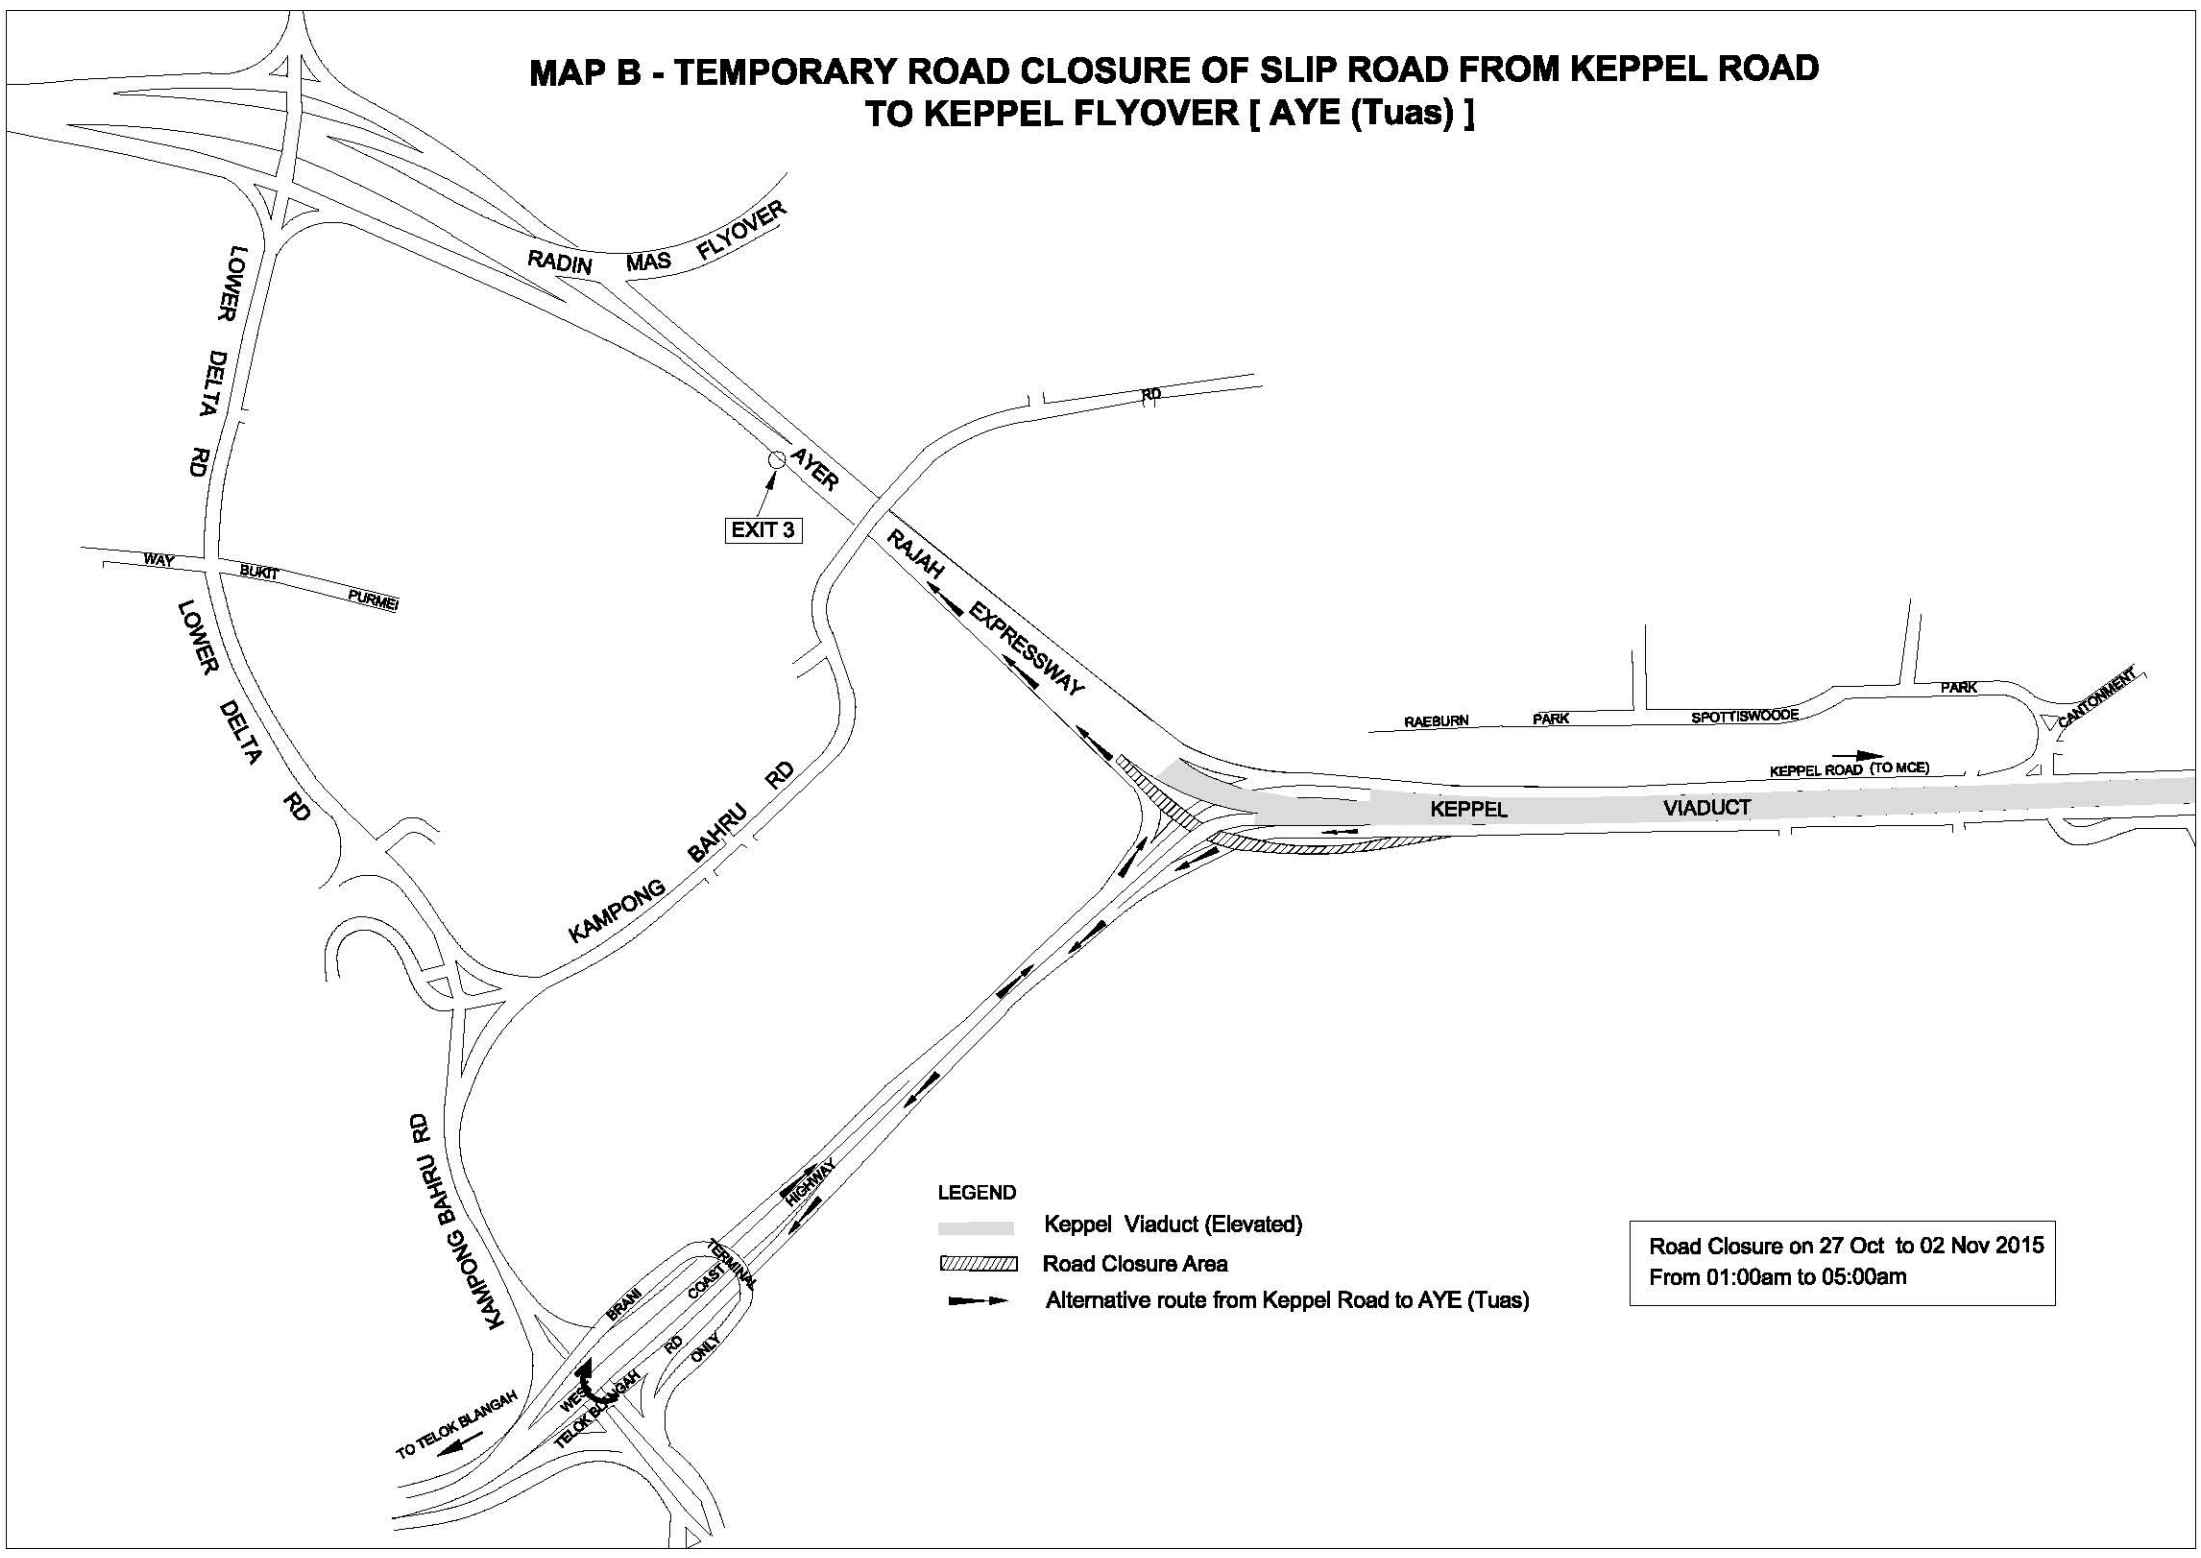 MAP B - TEMPORARY ROAD CLOSURE OF SLIP ROAD FROM KEPPEL ROAD
TO KEPPEL FLYOVER [ AYE (Tuas) ]
RADIN MAS FLYOVER
LOWER DELTA RD
RD
AYER RAJAH EXPRESSWAY
EXIT 3
WAY BUKIT PURMEI
LOWER DELTA RD
RAEBURN PARK SPOTTISWOODE PARK
CANTONMENT
KEPPEL ROAD (TO MCE)
KEPPEL VIADUCT
KAMPONG BAHRU RD
KAMPONG BAHRU RD
HIGHWAY
TERMINAL
COAST
BRANI
RD
ONLY
WEST
TELOK BLANGAH
TO TELOK BLANGAH
LEGEND
Keppel Viaduct (Elevated)
Road Closure Area
Alternative route from Keppel Road to AYE (Tuas)
Road Closure on 27 Oct to 02 Nov 2015
From 01:00am to 05:00am